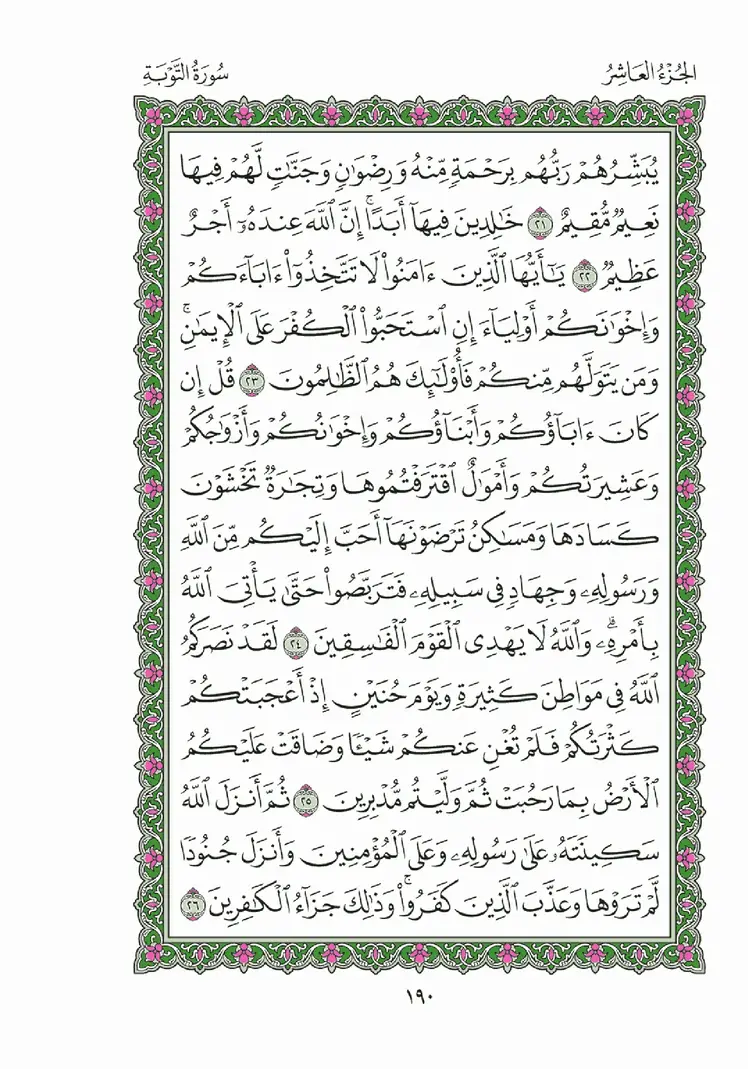 الجُزْءُ العَاشِرُ
سُورَةُ التَّوْبَةِ
يُبَشِّرُهُمْ رَبُّهُم بِرَحْمَةٍ مِّنْهُ وَرِضْوَٰنٍ وَجَنَّٰتٍ لَّهُمْ فِيهَا
نَعِيمٌ مُّقِيمٌ ٢١ خَٰلِدِينَ فِيهَآ أَبَدًاۚ إِنَّ ٱللَّهَ عِندَهُۥٓ أَجْرٌ
عَظِيمٌ ٢٢ يَٰٓأَيُّهَا ٱلَّذِينَ ءَامَنُوا۟ لَا تَتَّخِذُوٓا۟ ءَابَآءَكُمْ
وَإِخْوَٰنَكُمْ أَوْلِيَآءَ إِنِ ٱسْتَحَبُّوا۟ ٱلْكُفْرَ عَلَى ٱلْإِيمَٰنِۚ
وَمَن يَتَوَلَّهُم مِّنكُمْ فَأُو۟لَٰٓئِكَ هُمُ ٱلظَّٰلِمُونَ ٢٣ قُلْ إِن
كَانَ ءَابَآؤُكُمْ وَأَبْنَآؤُكُمْ وَإِخْوَٰنُكُمْ وَأَزْوَٰجُكُمْ
وَعَشِيرَتُكُمْ وَأَمْوَٰلٌ ٱقْتَرَفْتُمُوهَا وَتِجَٰرَةٌ تَخْشَوْنَ
كَسَادَهَا وَمَسَٰكِنُ تَرْضَوْنَهَآ أَحَبَّ إِلَيْكُم مِّنَ ٱللَّهِ
وَرَسُولِهِۦ وَجِهَادٍ فِى سَبِيلِهِۦ فَتَرَبَّصُوا۟ حَتَّىٰ يَأْتِىَ ٱللَّهُ
بِأَمْرِهِۦۗ وَٱللَّهُ لَا يَهْدِى ٱلْقَوْمَ ٱلْفَٰسِقِينَ ٢٤ لَقَدْ نَصَرَكُمُ
ٱللَّهُ فِى مَوَاطِنَ كَثِيرَةٍ وَيَوْمَ حُنَيْنٍ إِذْ أَعْجَبَتْكُمْ
كَثْرَتُكُمْ فَلَمْ تُغْنِ عَنكُمْ شَيْـًٔا وَضَاقَتْ عَلَيْكُمُ
ٱلْأَرْضُ بِمَا رَحُبَتْ ثُمَّ وَلَّيْتُم مُّدْبِرِينَ ٢٥ ثُمَّ أَنزَلَ ٱللَّهُ
سَكِينَتَهُۥ عَلَىٰ رَسُولِهِۦ وَعَلَى ٱلْمُؤْمِنِينَ وَأَنزَلَ جُنُودًا
لَّمْ تَرَوْهَا وَعَذَّبَ ٱلَّذِينَ كَفَرُوا۟ۚ وَذَٰلِكَ جَزَآءُ ٱلْكَٰفِرِينَ ٢٦
١٩٠